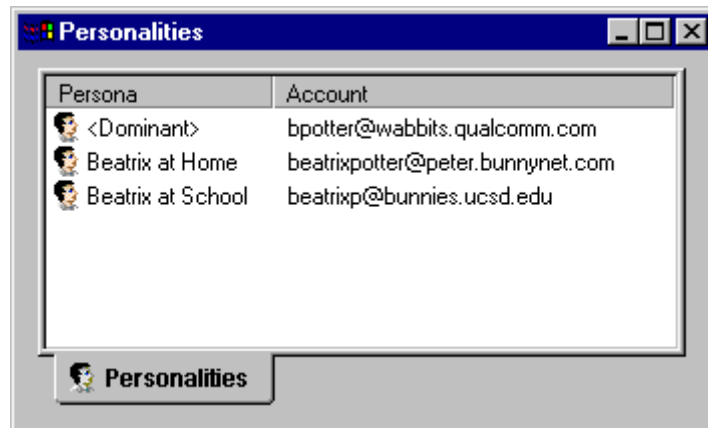 Personalities
Persona Account
<Dominant> bpotter@wabbits.qualcomm.com
Beatrix at Home beatrixpotter@peter.bunnynet.com
Beatrix at School beatrixp@bunnies.ucsd.edu
Personalities